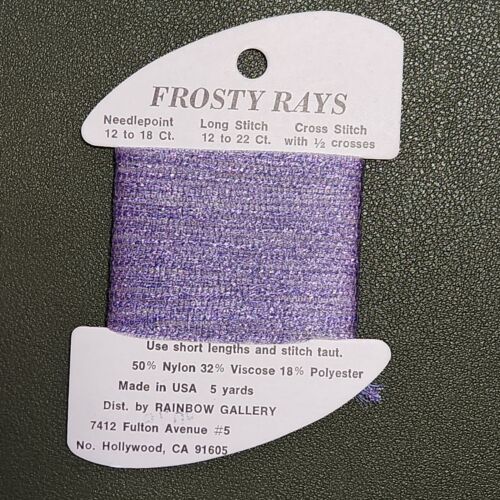 FROSTY RAYS
Needlepoint Long Stitch Cross Stitch
12 to 18 Ct. 12 to 22 Ct. with ½ crosses
Use short lengths and stitch taut.
50% Nylon 32% Viscose 18% Polyester
Made in USA 5 yards
Dist. by RAINBOW GALLERY
7412 Fulton Avenue #5
No. Hollywood, CA 91605